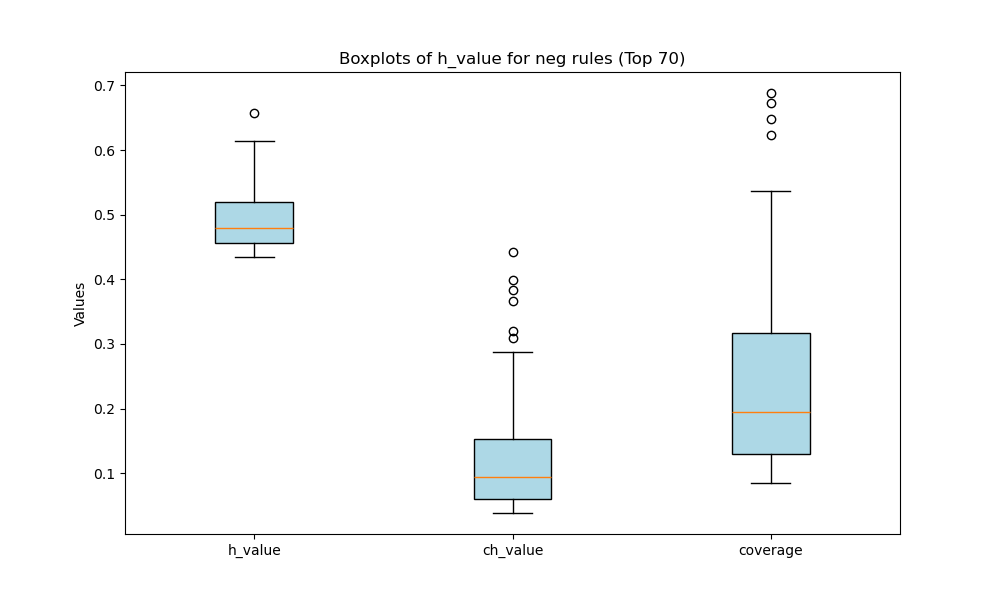 Boxplots of h_value for neg rules (Top 70)
Values
0.7
0.6
0.5
0.4
0.3
0.2
0.1
h_value
ch_value
coverage